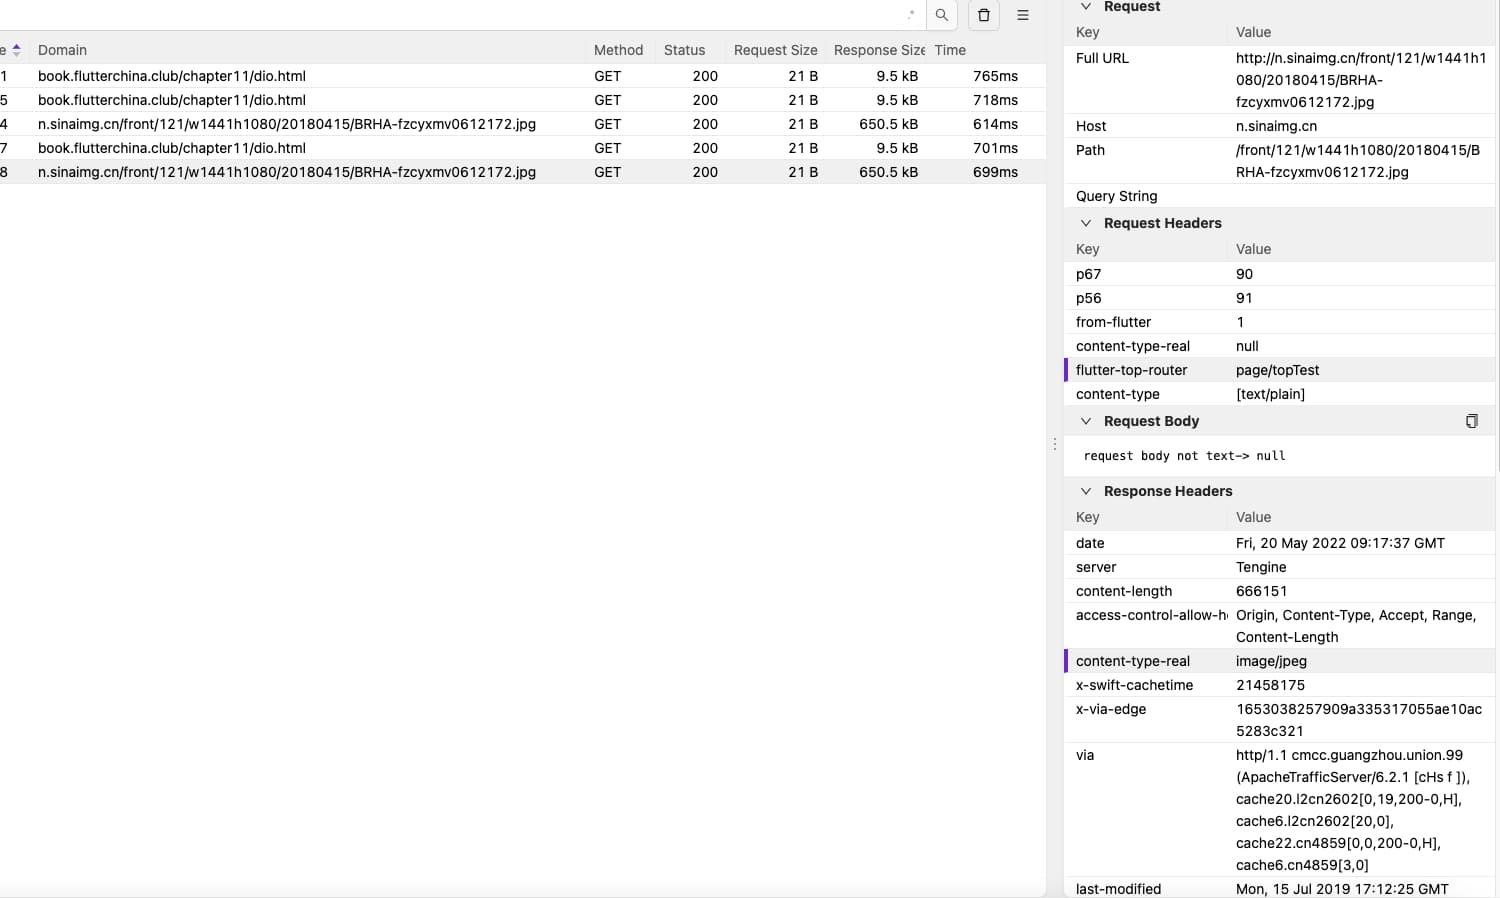 e Domain Method Status Request Size Response Size Time
1 book.flutterchina.club/chapter11/dio.html GET 200 21 B 9.5 kB 765ms
5 book.flutterchina.club/chapter11/dio.html GET 200 21 B 9.5 kB 718ms
4 n.sinaimg.cn/front/121/w1441h1080/20180415/BRHA-fzcyxmv0612172.jpg GET 200 21 B 650.5 kB 614ms
7 book.flutterchina.club/chapter11/dio.html GET 200 21 B 9.5 kB 701ms
8 n.sinaimg.cn/front/121/w1441h1080/20180415/BRHA-fzcyxmv0612172.jpg GET 200 21 B 650.5 kB 699ms
Request
Key Value
Full URL http://n.sinaimg.cn/front/121/w1441h1
080/20180415/BRHA-
fzcyxmv0612172.jpg
Host n.sinaimg.cn
Path /front/121/w1441h1080/20180415/B
RHA-fzcyxmv0612172.jpg
Query String
Request Headers
Key Value
p67 90
p56 91
from-flutter 1
content-type-real null
flutter-top-router page/topTest
content-type [text/plain]
Request Body
request body not text-> null
Response Headers
Key Value
date Fri, 20 May 2022 09:17:37 GMT
server Tengine
content-length 666151
access-control-allow-he Origin, Content-Type, Accept, Range,
Content-Length
content-type-real image/jpeg
x-swift-cachetime 21458175
x-via-edge 1653038257909a335317055ae10ac
5283c321
via http/1.1 cmcc.guangzhou.union.99
(ApacheTrafficServer/6.2.1 [cHs f ]),
cache20.l2cn2602[0,19,200-0,H],
cache6.l2cn2602[20,0],
cache22.cn4859[0,0,200-0,H],
cache6.cn4859[3,0]
last-modified Mon, 15 Jul 2019 17:12:25 GMT